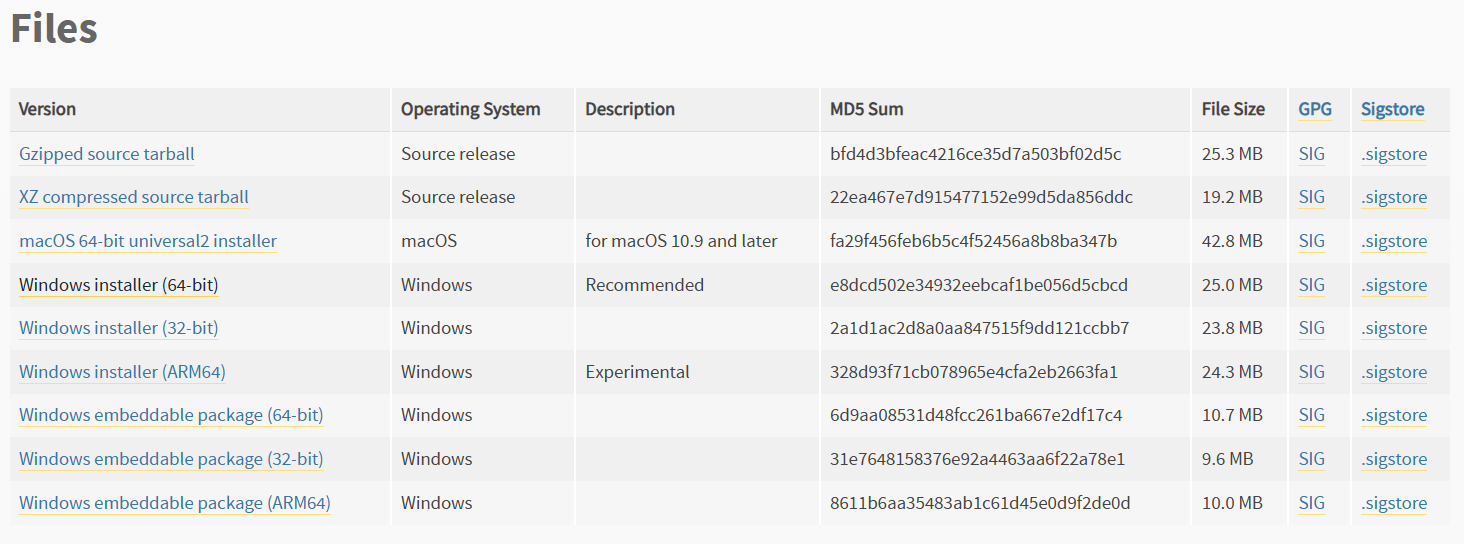 Files
Version Operating System Description MD5 Sum File Size GPG Sigstore
Gzipped source tarball Source release bfd4d3bfeac4216ce35d7a503bf02d5c 25.3 MB SIG .sigstore
XZ compressed source tarball Source release 22ea467e7d915477152e99d5da856ddc 19.2 MB SIG .sigstore
macOS 64-bit universal2 installer macOS for macOS 10.9 and later fa29f456feb6b5c4f52456a8b8ba347b 42.8 MB SIG .sigstore
Windows installer (64-bit) Windows Recommended e8dcd502e34932eebcaf1be056d5cbcd 25.0 MB SIG .sigstore
Windows installer (32-bit) Windows 2a1d1ac2d8a0aa847515f9dd121ccbb7 23.8 MB SIG .sigstore
Windows installer (ARM64) Windows Experimental 328d93f71cb078965e4cfa2eb2663fa1 24.3 MB SIG .sigstore
Windows embeddable package (64-bit) Windows 6d9aa08531d48fcc261ba667e2df17c4 10.7 MB SIG .sigstore
Windows embeddable package (32-bit) Windows 31e7648158376e92a4463aa6f22a78e1 9.6 MB SIG .sigstore
Windows embeddable package (ARM64) Windows 8611b6aa35483ab1c61d45e0d9f2de0d 10.0 MB SIG .sigstore